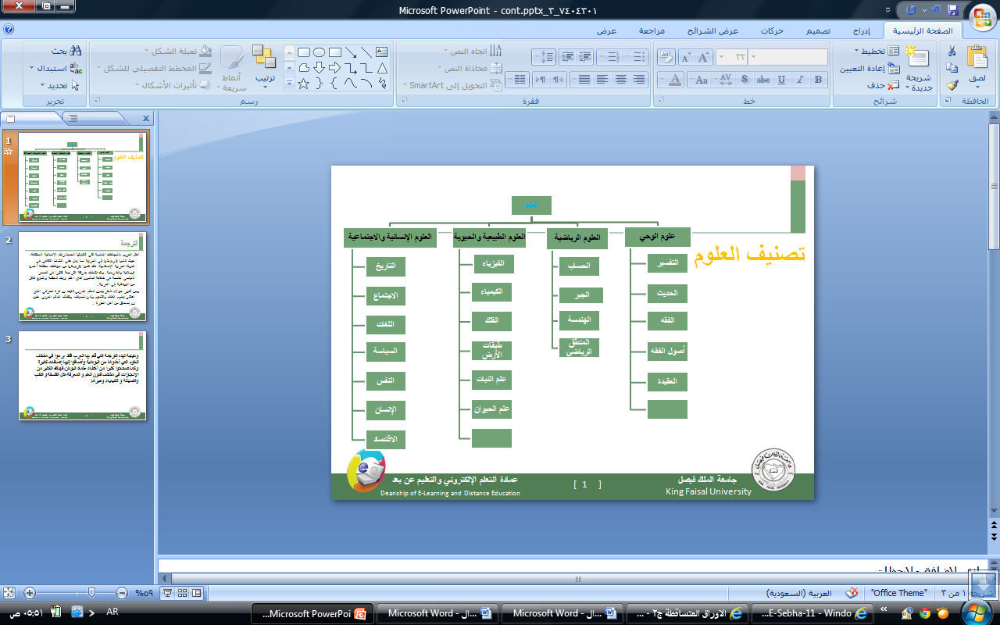 Microsoft PowerPoint - cont.pptx_٣_٧٤٠٤٣٠١
الصفحة الرئيسية
إدراج
تصميم
حركات
عرض الشرائح
مراجعة
عرض
لصق
الحافظة
شريحة جديدة
تخطيط
إعادة التعيين
حذف
شرائح
٣٢
خط
اتجاه النص
محاذاة النص
التحويل إلى SmartArt
فقرة
ترتيب
أنماط سريعة
تعبئة الشكل
المخطط التفصيلي للشكل
تأثيرات الأشكال
رسم
بحث
استبدال
تحديد
تحرير
1
تصنيف العلوم
2
الترجمة
3
تصنيف العلوم
العلم
علوم الوحي
التفسير
الحديث
الفقه
أصول الفقه
العقيدة
العلوم الرياضية
الحساب
الجبر
الهندسة
المنطق الرياضي
العلوم الطبيعية والحيوية
الفيزياء
الكيمياء
الفلك
طبقات الأرض
علم النبات
علم الحيوان
العلوم الإنسانية والاجتماعية
التاريخ
الاجتماع
اللغات
السياسة
النفس
الإنسان
الاقتصاد
جامعة الملك فيصل
King Faisal University
[ 1 ]
عمادة التعلم الإلكتروني والتعليم عن بعد
Deanship of E-Learning and Distance Education
شريحة ١ من ٣
"Office Theme"
العربية (السعودية)
٥٩%
E-Sebha-11 - Windo...
الأوراق المتساقطة ج٢ - ...
ال - Microsoft Word...
ال - Microsoft Word...
Microsoft PowerPoi...
AR
٠٥:٥١ ص